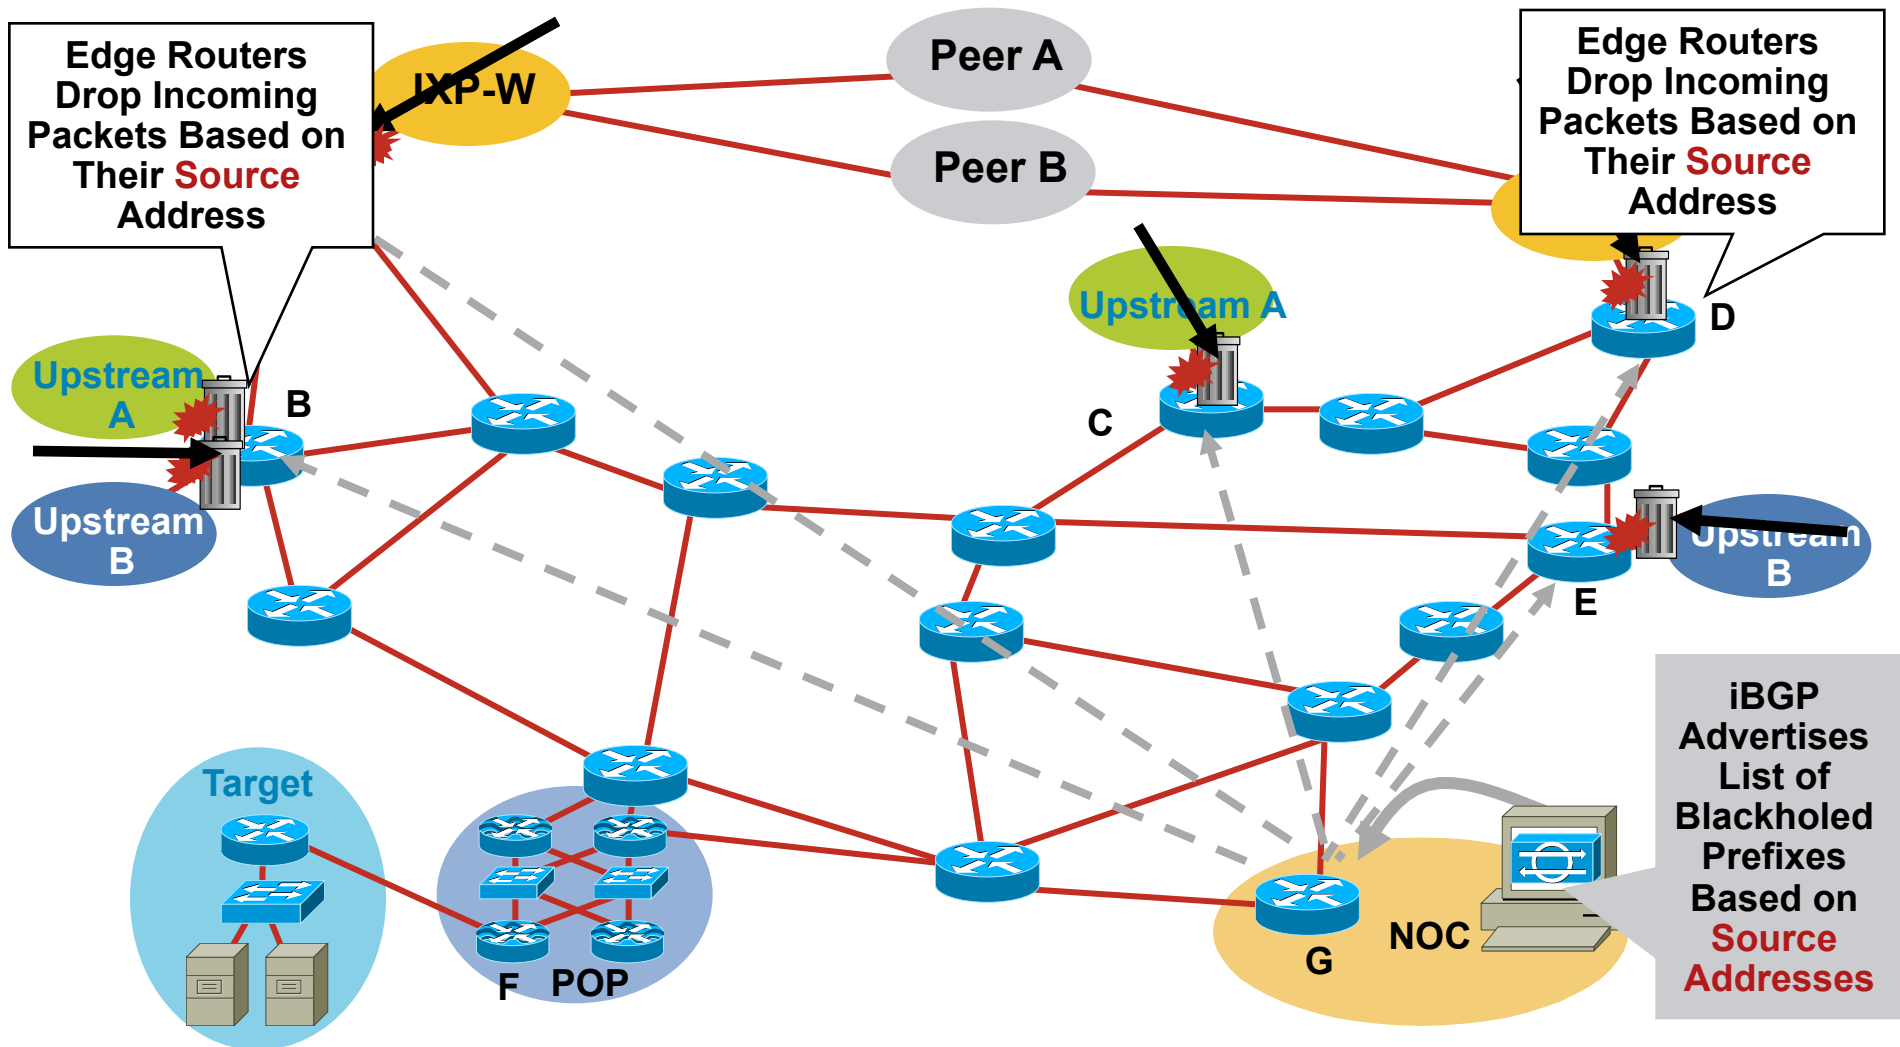 Edge Routers
Drop Incoming
Packets Based on
Their Source
Address
IXP-W
Peer A
Peer B
Edge Routers
Drop Incoming
Packets Based on
Their Source
Address
D
Upstream A
C
Upstream
A
B
Upstream
B
Upstream
B
E
iBGP
Advertises
List of
Blackholed
Prefixes
Based on
Source
Addresses
Target
F
POP
G
NOC